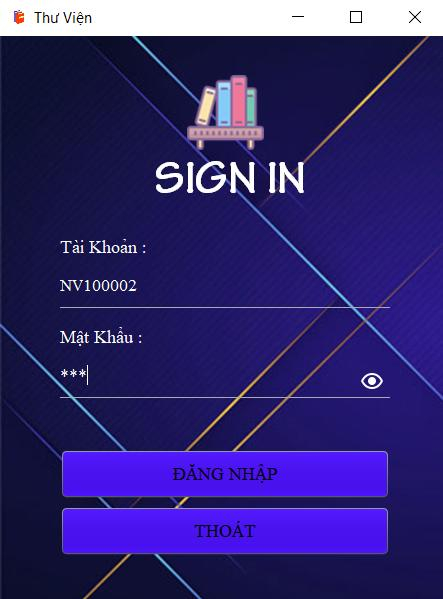 Thư Viện
SIGN IN
Tài Khoản :
NV100002
Mật Khẩu :
***
ĐĂNG NHẬP
THOÁT